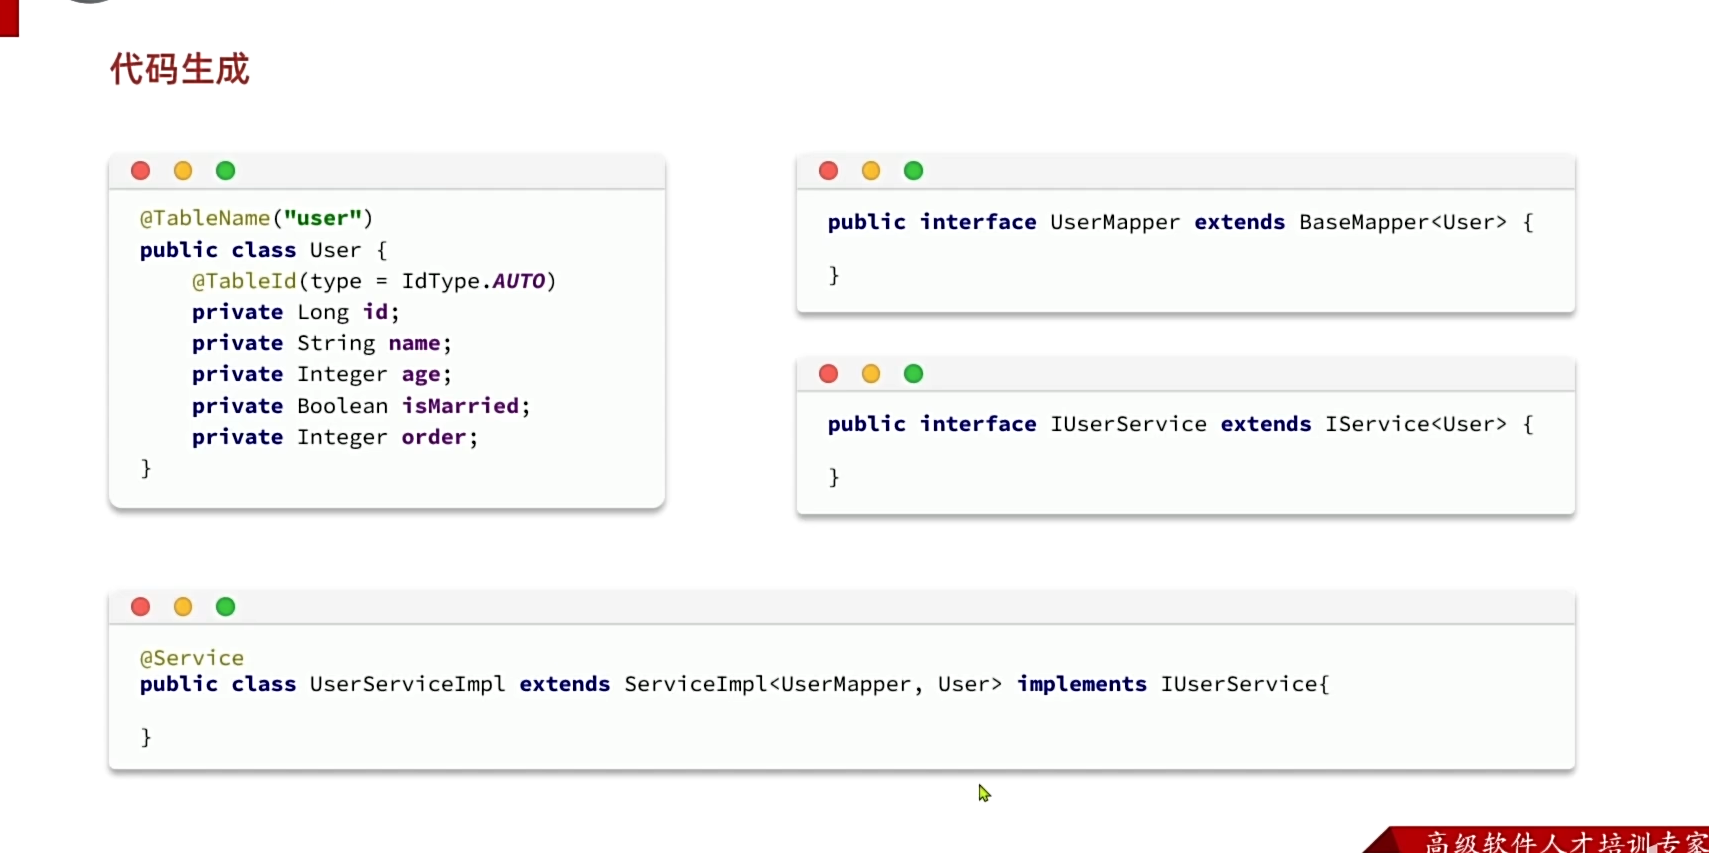 代码生成
@TableName("user")
public class User {
    @TableId(type = IdType.AUTO)
    private Long id;
    private String name;
    private Integer age;
    private Boolean isMarried;
    private Integer order;
}
public interface UserMapper extends BaseMapper<User> {
}
public interface IUserService extends IService<User> {
}
@Service
public class UserServiceImpl extends ServiceImpl<UserMapper, User> implements IUserService{
}
高级软件人才培训专家